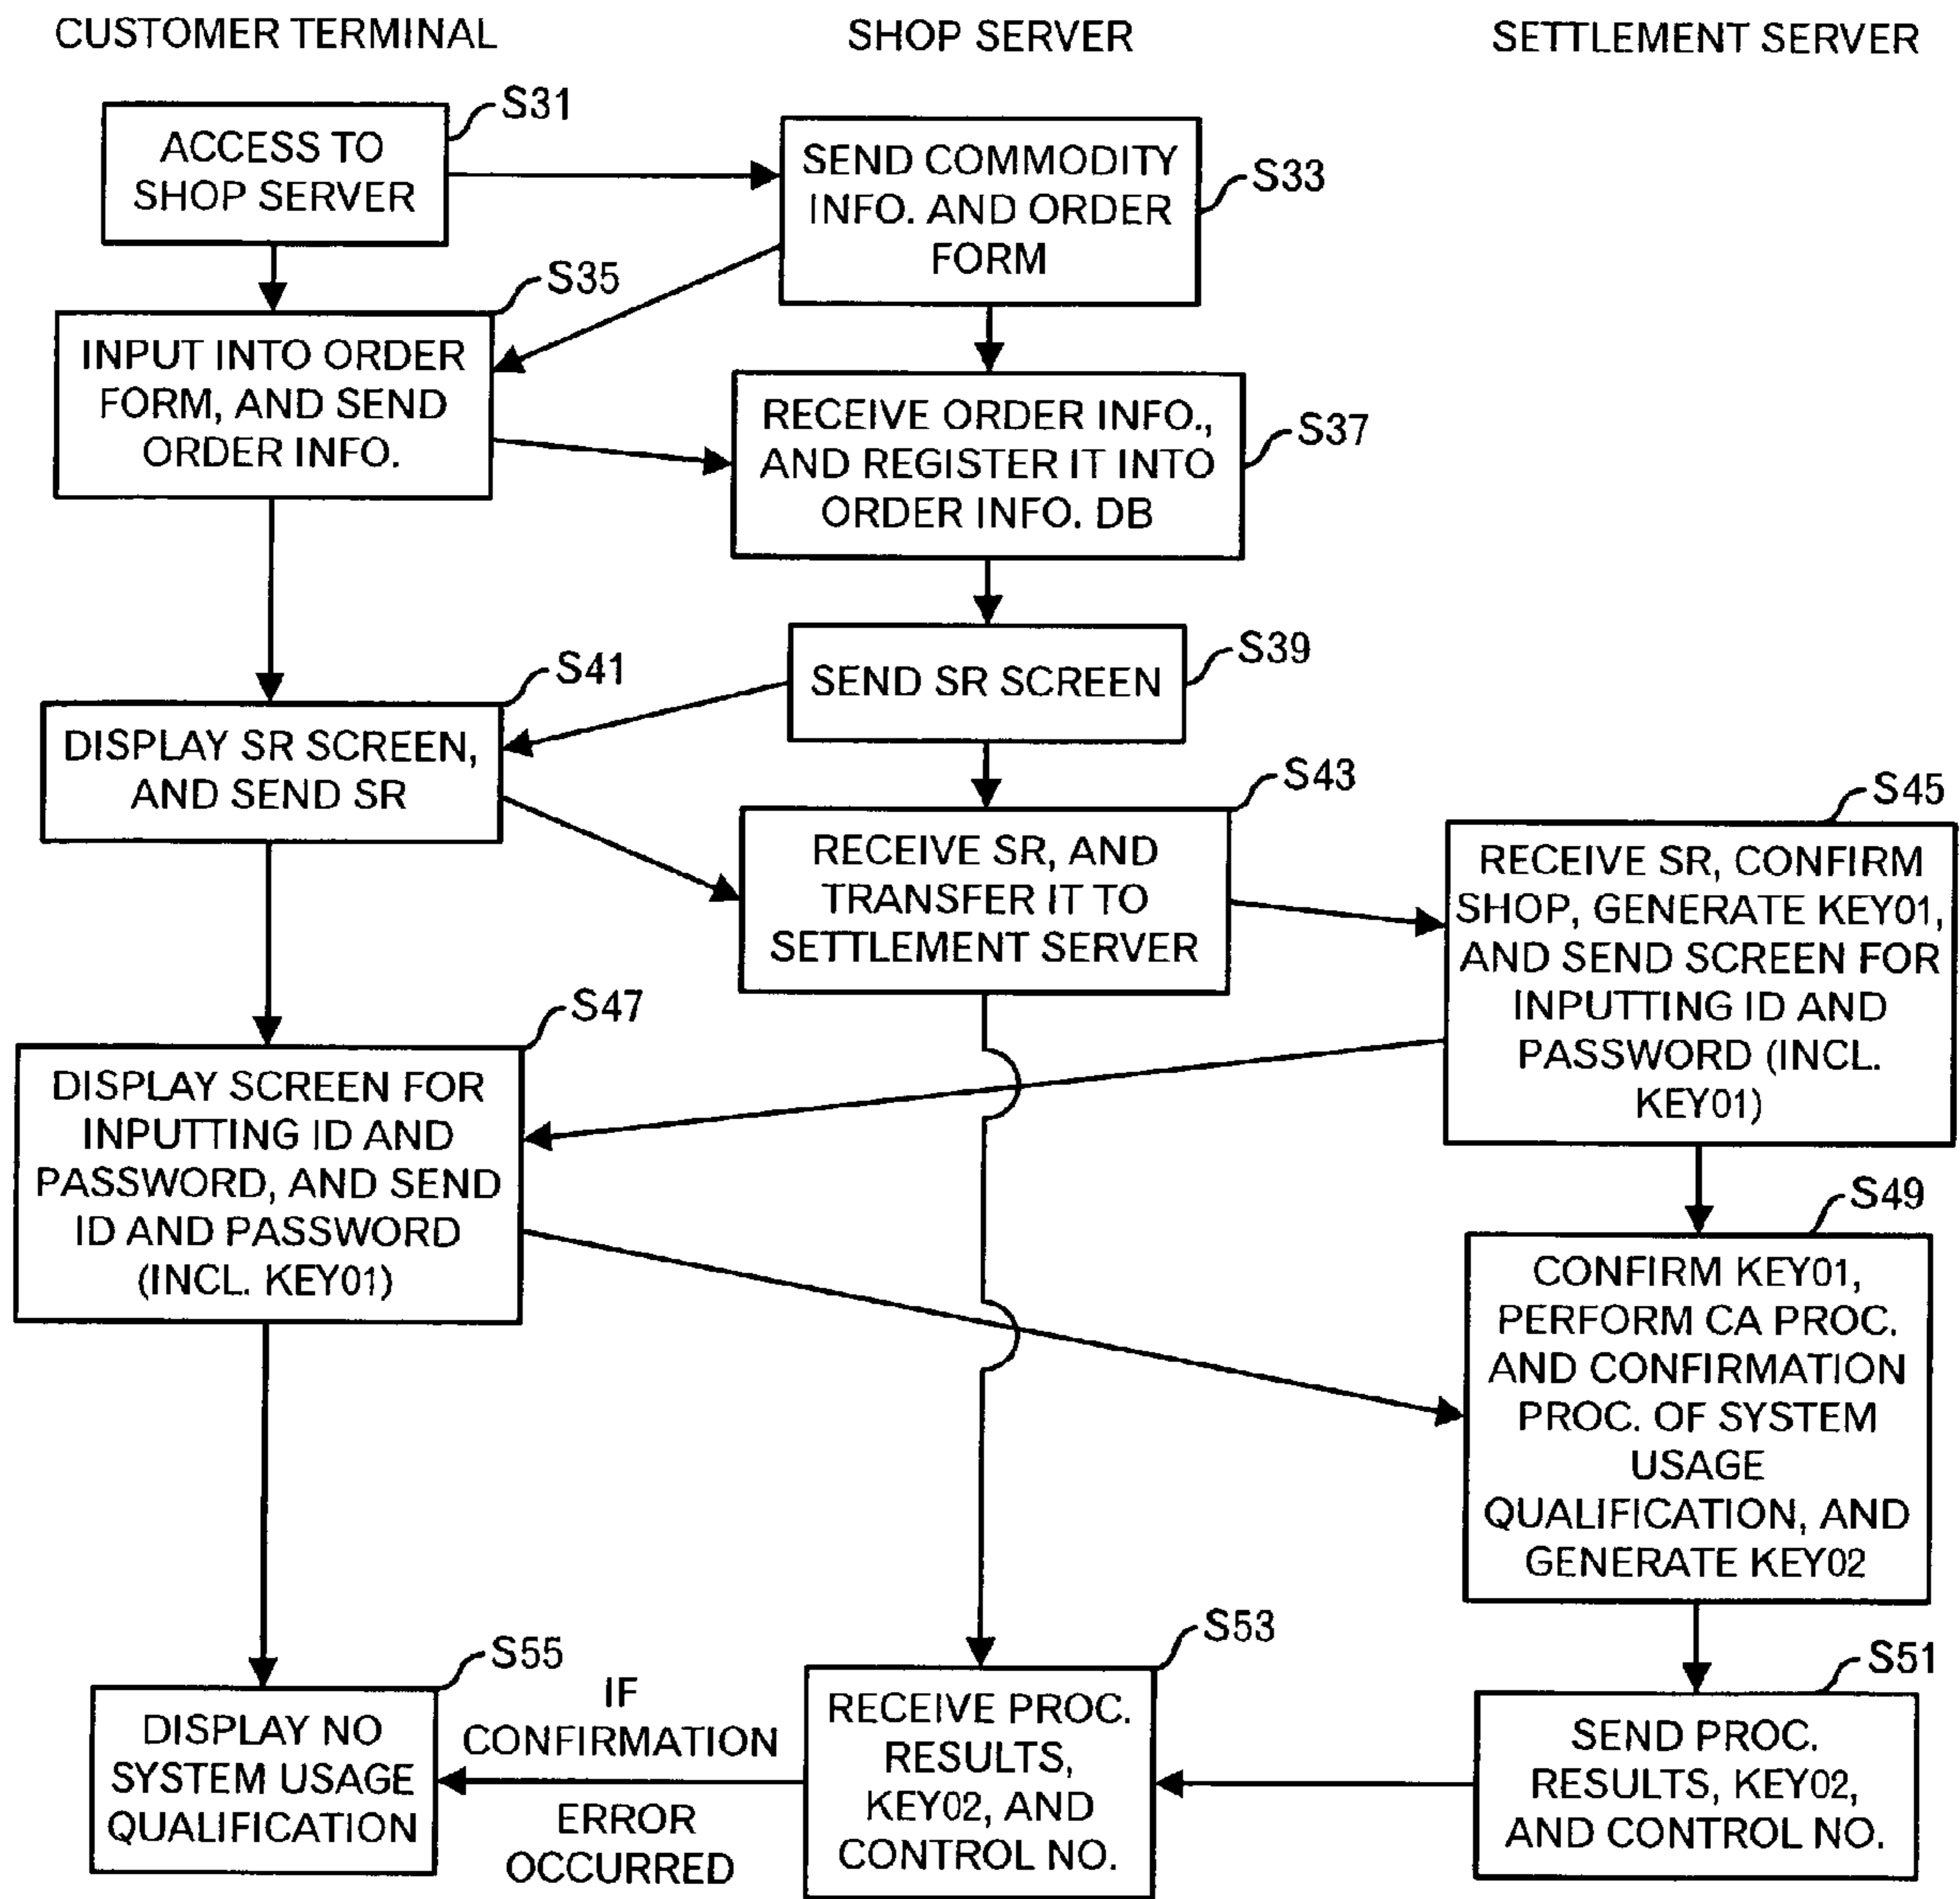 CUSTOMER TERMINAL
SHOP SERVER
SETTLEMENT SERVER
S31
ACCESS TO
SHOP SERVER
SEND COMMODITY
INFO. AND ORDER
FORM
S33
S35
INPUT INTO ORDER
FORM, AND SEND
ORDER INFO.
RECEIVE ORDER INFO.,
AND REGISTER IT INTO
ORDER INFO. DB
S37
SEND SR SCREEN
S39
S41
DISPLAY SR SCREEN,
AND SEND SR
S43
RECEIVE SR, AND
TRANSFER IT TO
SETTLEMENT SERVER
S45
RECEIVE SR, CONFIRM
SHOP, GENERATE KEY01,
AND SEND SCREEN FOR
INPUTTING ID AND
PASSWORD (INCL.
KEY01)
S47
DISPLAY SCREEN FOR
INPUTTING ID AND
PASSWORD, AND SEND
ID AND PASSWORD
(INCL. KEY01)
S49
CONFIRM KEY01,
PERFORM CA PROC.
AND CONFIRMATION
PROC. OF SYSTEM
USAGE
QUALIFICATION, AND
GENERATE KEY02
S51
SEND PROC.
RESULTS, KEY02,
AND CONTROL NO.
S53
RECEIVE PROC.
RESULTS,
KEY02, AND
CONTROL NO.
IF
CONFIRMATION
ERROR
OCCURRED
S55
DISPLAY NO
SYSTEM USAGE
QUALIFICATION